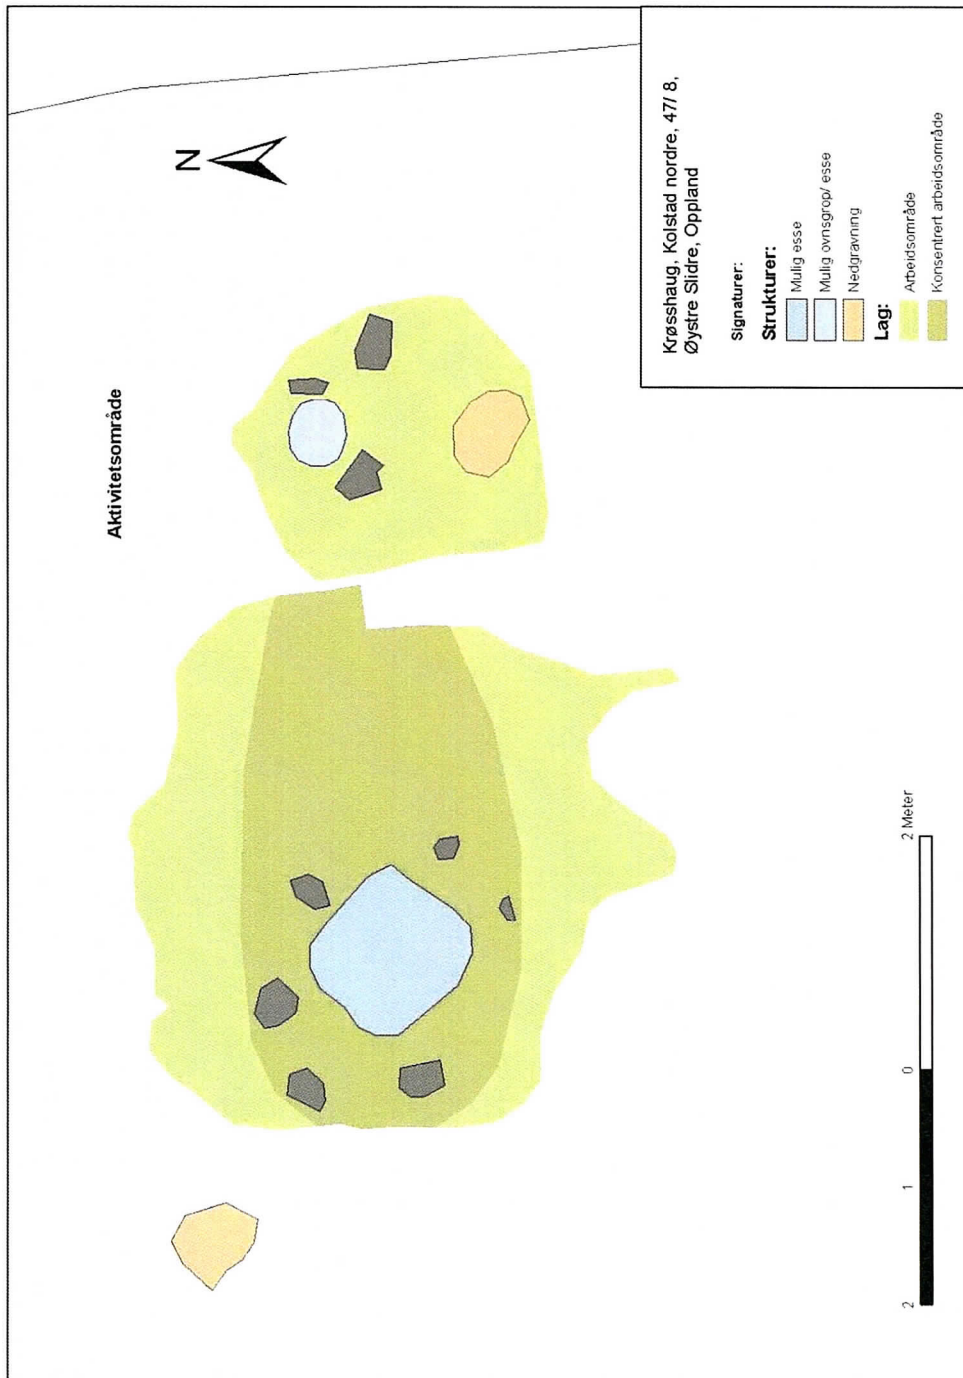 Aktivitetsområde
N
Krøsshaug, Kolstad nordre, 47/ 8,
Øystre Slidre, Oppland
Signaturer:
Strukturer:
Mulig esse
Mulig ovnsgrop/ esse
Nedgravning
Lag:
Arbeidsområde
Konsentrert arbeidsområde
2 1 0 2 Meter